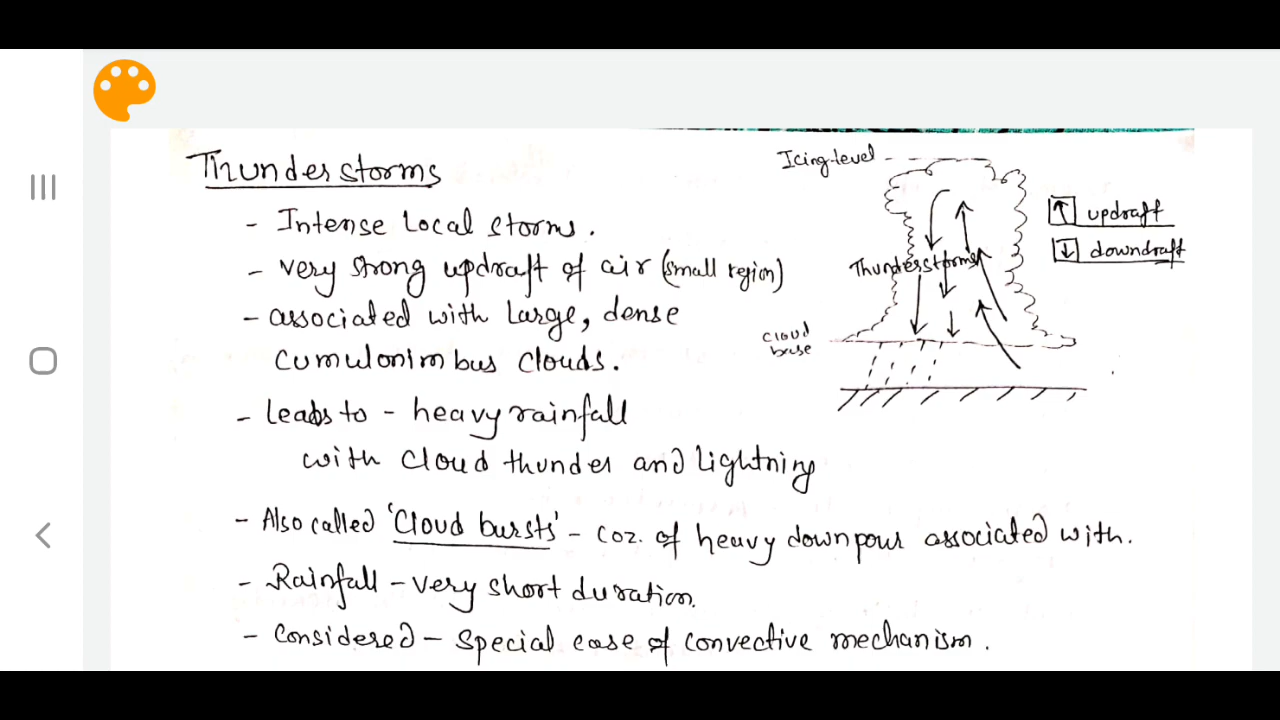 Thunderstorms
- Intense Local storms.
- very strong updraft of air (small region)
- associated with large, dense
cumulonimbus clouds.
- Leads to - heavy rainfall
with cloud thunder and lightning
- Also called 'Cloud bursts' - coz. of heavy downpour associated with.
- Rainfall - very short duration.
- Considered - special case of convective mechanism.
Icing-level
↑ updraft
↓ downdraft
Thunderstorms
cloud
base